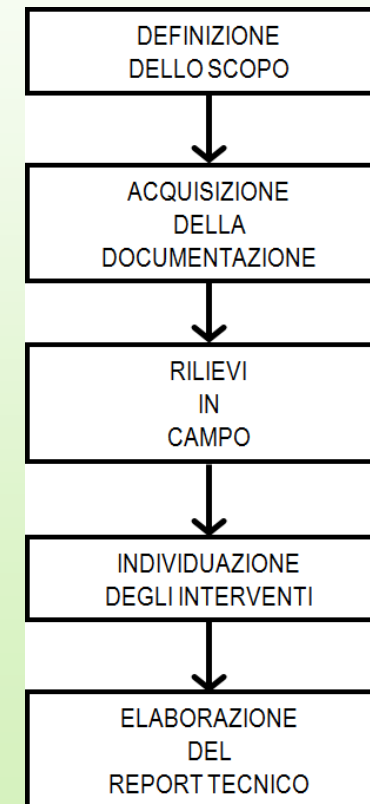 DEFINIZIONE
DELLO SCOPO
ACQUISIZIONE
DELLA
DOCUMENTAZIONE
RILIEVI
IN
CAMPO
INDIVIDUAZIONE
DEGLI INTERVENTI
ELABORAZIONE
DEL
REPORT TECNICO